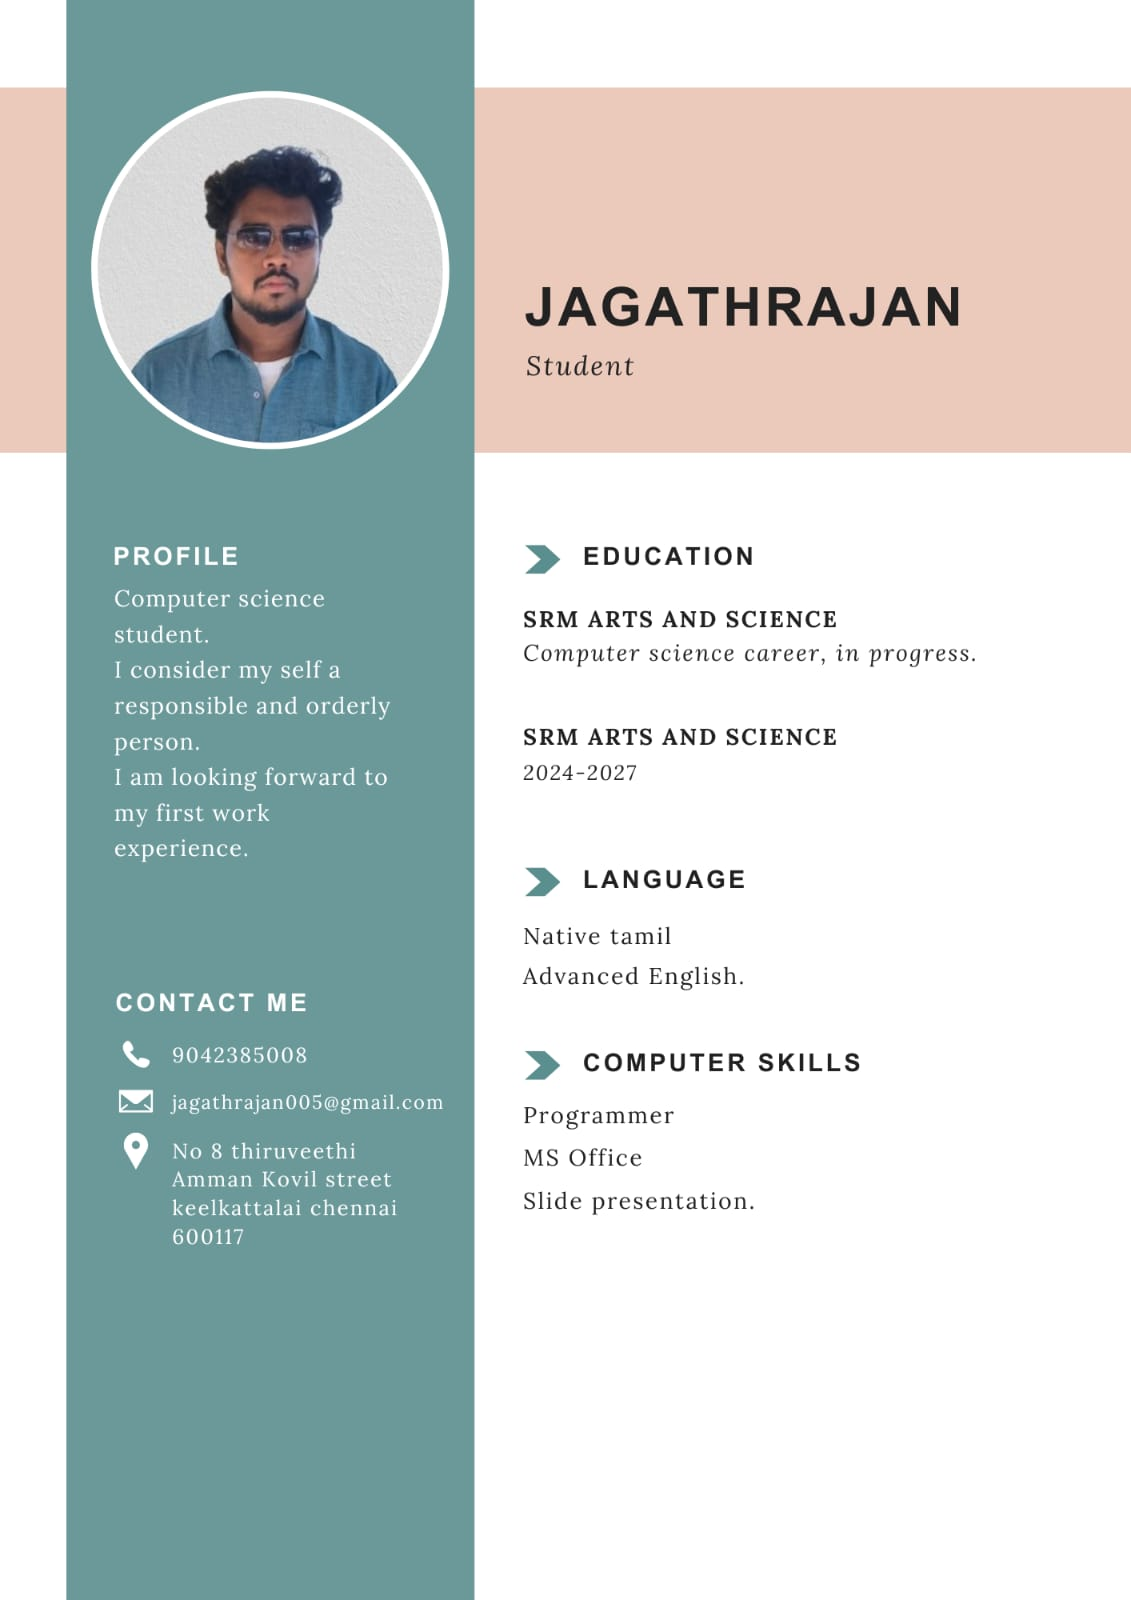 JAGATHRAJAN
Student
PROFILE
Computer science
student.
I consider my self a
responsible and orderly
person.
I am looking forward to
my first work
experience.
CONTACT ME
9042385008
jagathrajan005@gmail.com
No 8 thiruveethi
Amman Kovil street
keelkattalai chennai
600117
EDUCATION
SRM ARTS AND SCIENCE
Computer science career, in progress.
SRM ARTS AND SCIENCE
2024-2027
LANGUAGE
Native tamil
Advanced English.
COMPUTER SKILLS
Programmer
MS Office
Slide presentation.